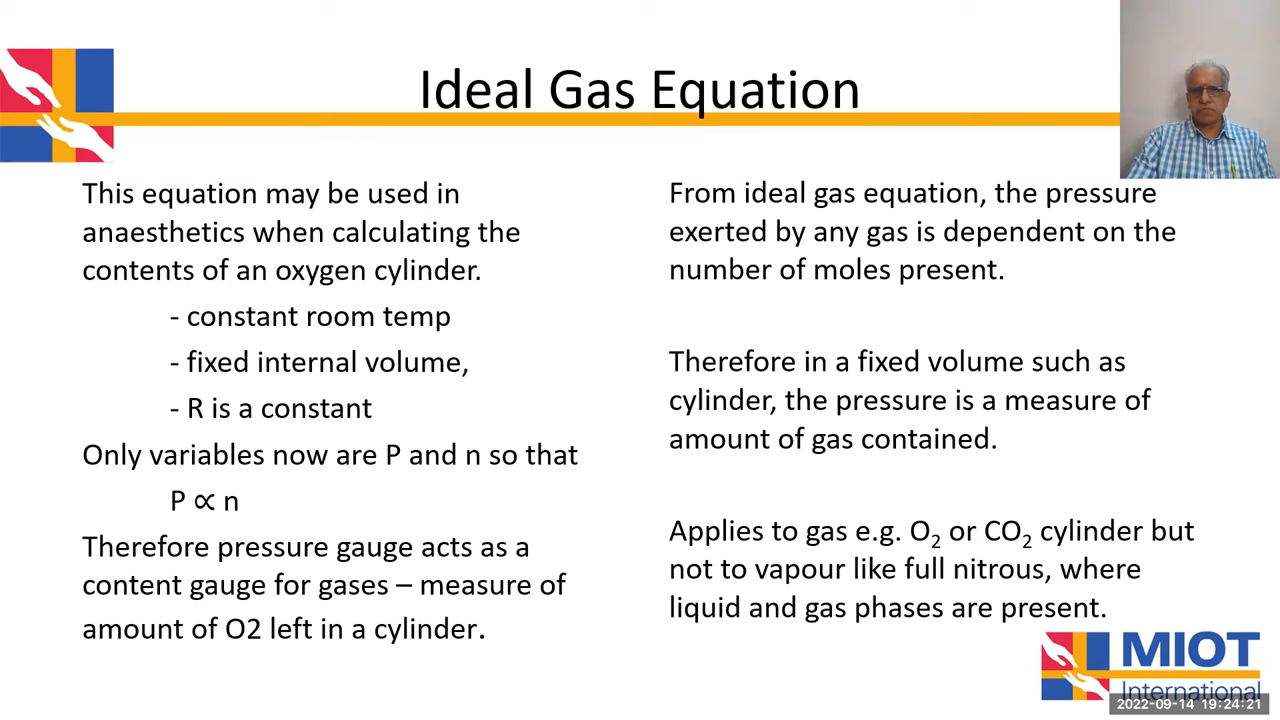 Ideal Gas Equation
This equation may be used in
anaesthetics when calculating the
contents of an oxygen cylinder.
- constant room temp
- fixed internal volume,
- R is a constant
Only variables now are P and n so that
P ∝ n
Therefore pressure gauge acts as a
content gauge for gases – measure of
amount of O2 left in a cylinder.
From ideal gas equation, the pressure
exerted by any gas is dependent on the
number of moles present.
Therefore in a fixed volume such as
cylinder, the pressure is a measure of
amount of gas contained.
Applies to gas e.g. O₂ or CO₂ cylinder but
not to vapour like full nitrous, where
liquid and gas phases are present.
MIOT
International
2022-09-14 19:24:21